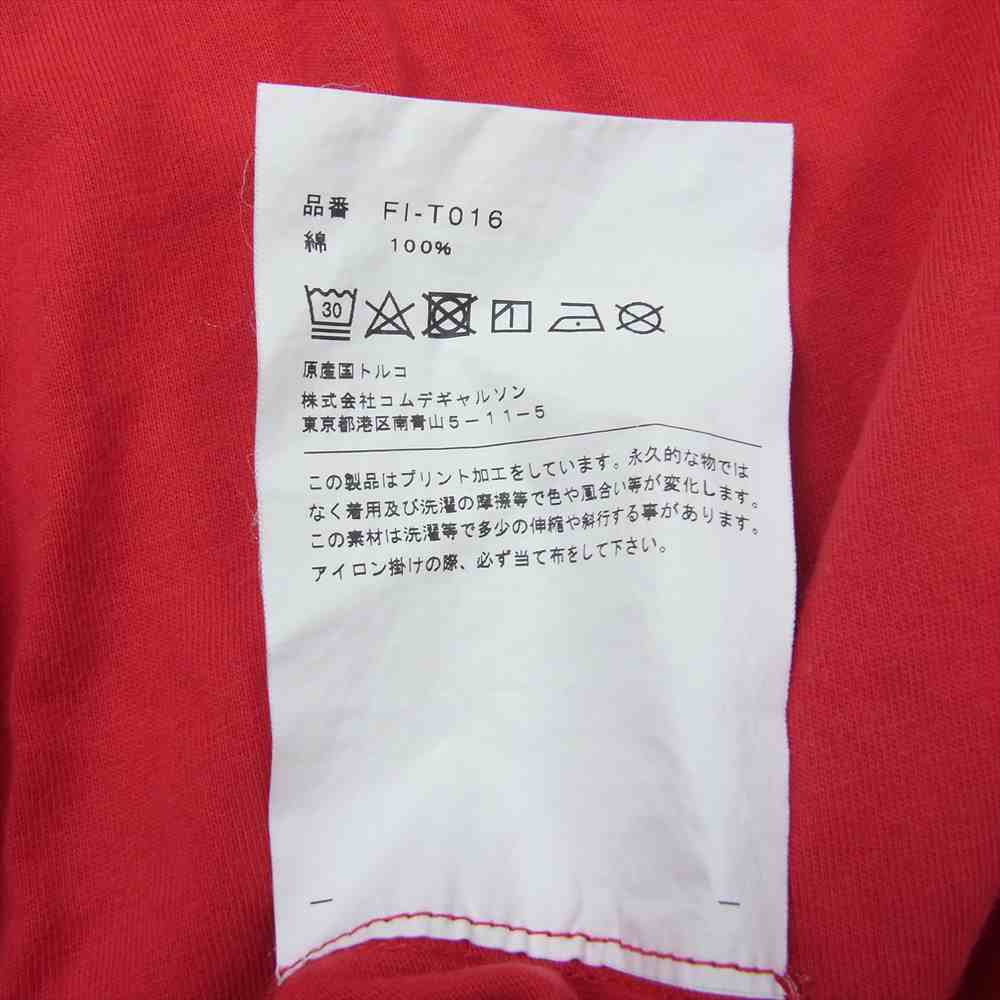 品番 FI-T016
綿 100%
30
原産国トルコ
株式会社コムデギャルソン
東京都港区南青山5-11-5
この製品はプリント加工をしています。永久的な物では
なく着用及び洗濯の摩擦等で色や風合い等が変化します。
この素材は洗濯等で多少の伸縮や斜行する事があります。
アイロン掛けの際、必ず当て布をして下さい。